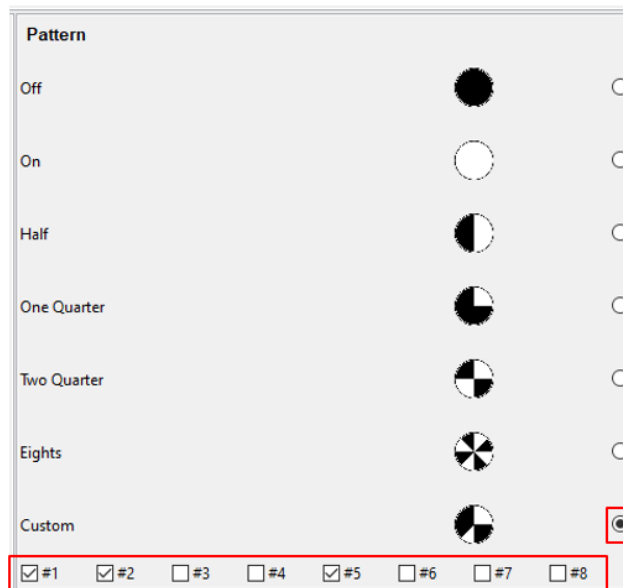 Pattern
Off
On
Half
One Quarter
Two Quarter
Eights
Custom
#1 #2 #3 #4 #5 #6 #7 #8